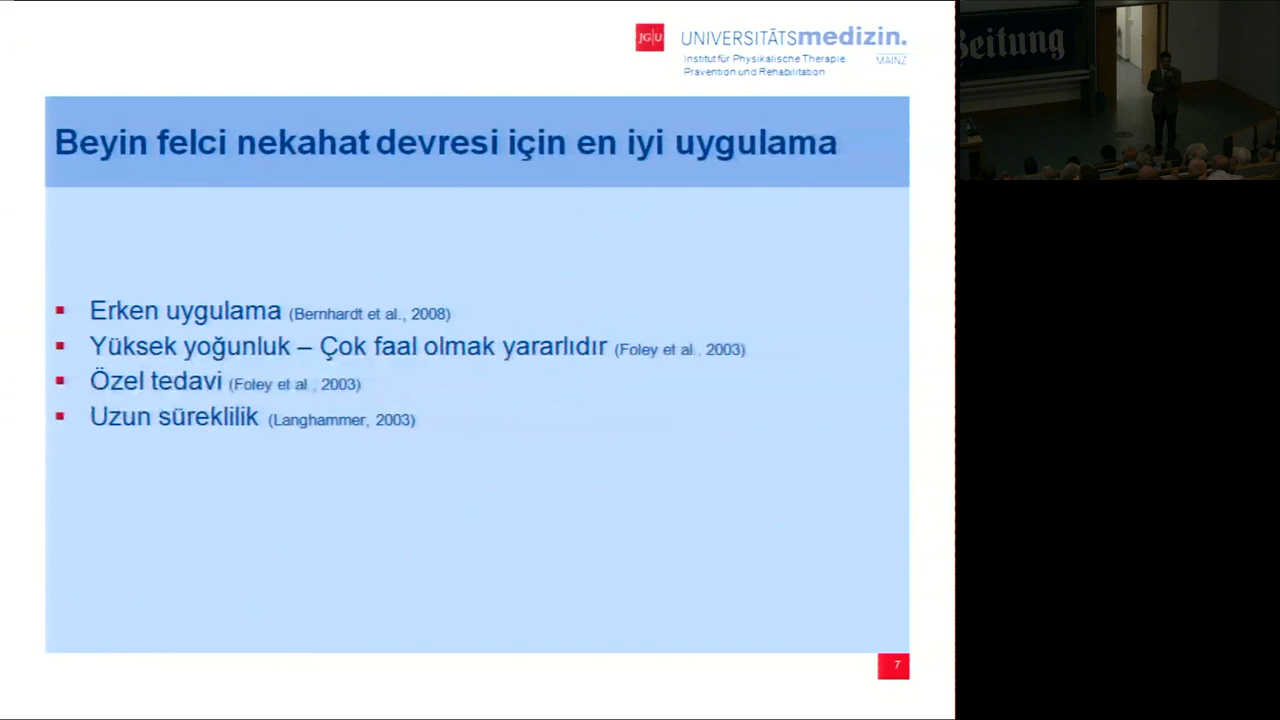 JG|U
UNIVERSITÄTSmedizin.
Institut für Physikalische Therapie
MAINZ
Prävention und Rehabilitation
Beyin felci nekahat devresi için en iyi uygulama
Erken uygulama (Bernhardt et al., 2008)
Yüksek yoğunluk – Çok faal olmak yararlıdır (Foley et al., 2003)
Özel tedavi (Foley et al., 2003)
Uzun süreklilik (Langhammer, 2003)
7
Zeitung